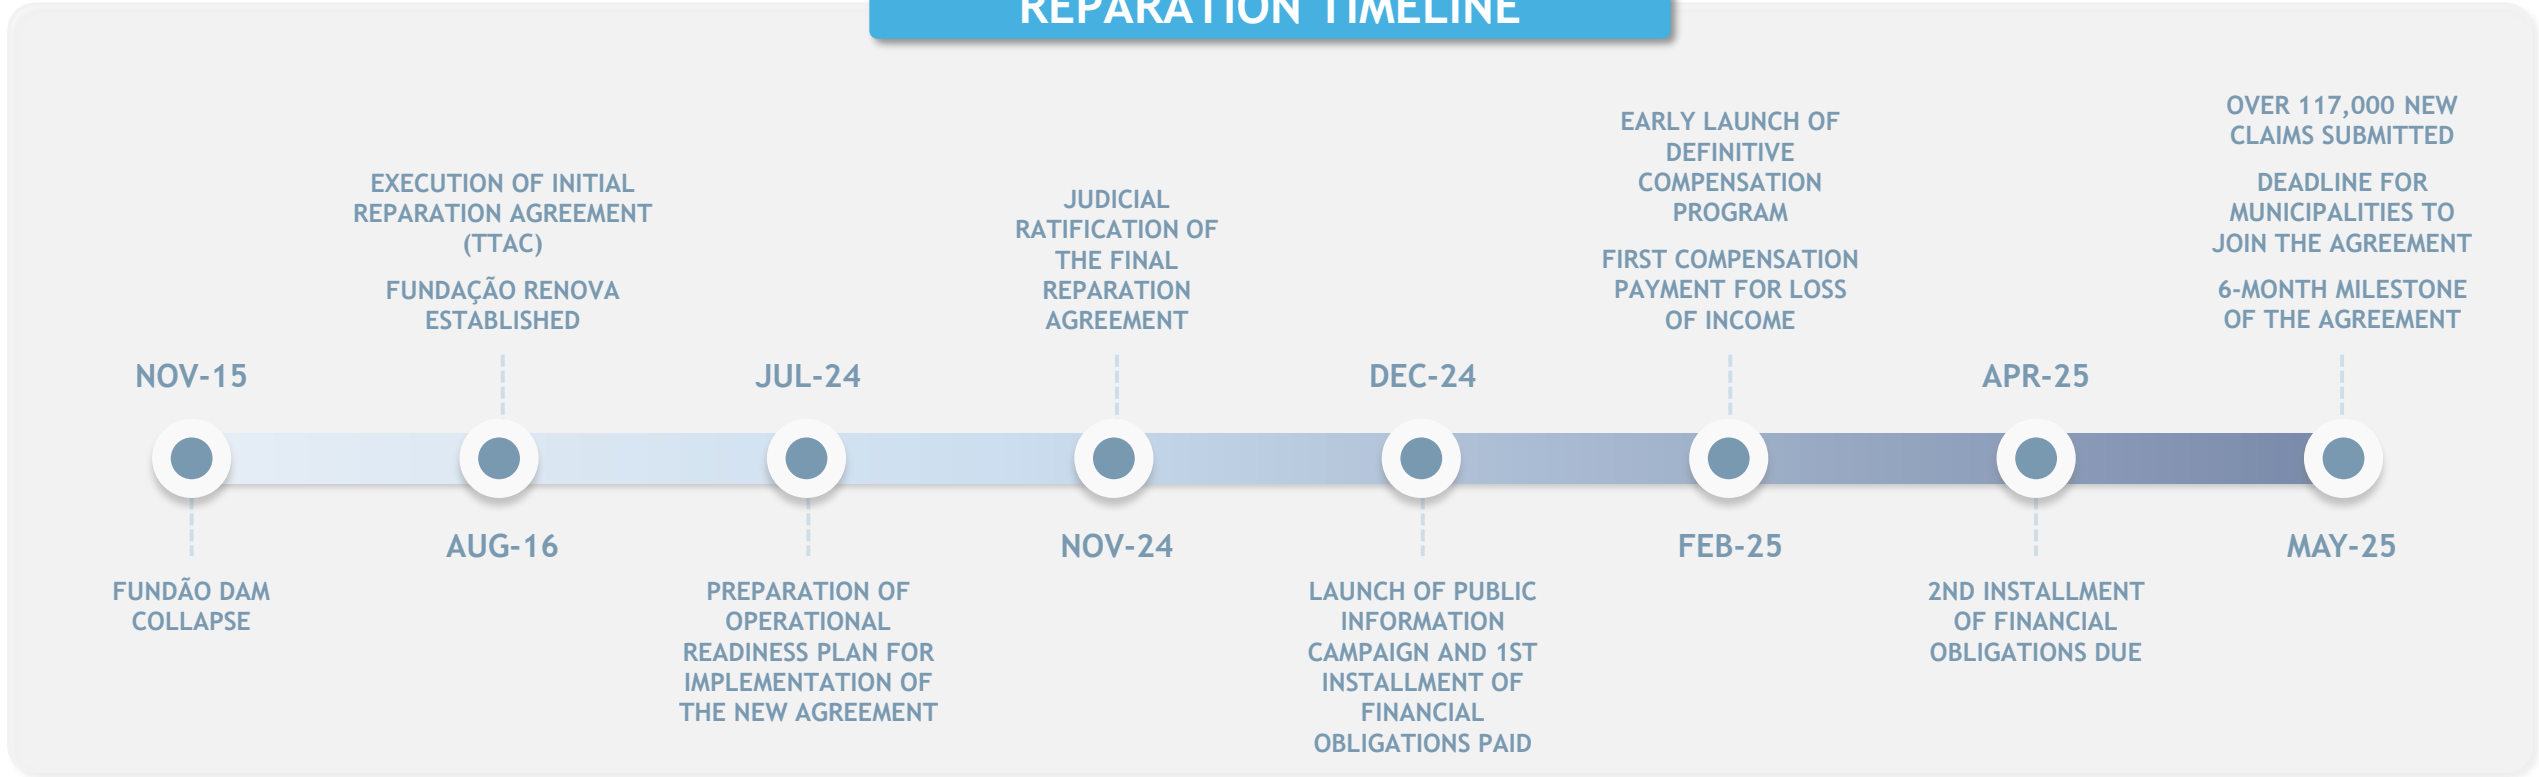 REPARATION TIMELINE
NOV-15
FUNDÃO DAM
COLLAPSE
EXECUTION OF INITIAL
REPARATION AGREEMENT
(TTAC)
FUNDAÇÃO RENOVA
ESTABLISHED
AUG-16
JUL-24
PREPARATION OF
OPERATIONAL
READINESS PLAN FOR
IMPLEMENTATION OF
THE NEW AGREEMENT
JUDICIAL
RATIFICATION OF
THE FINAL
REPARATION
AGREEMENT
NOV-24
DEC-24
LAUNCH OF PUBLIC
INFORMATION
CAMPAIGN AND 1ST
INSTALLMENT OF
FINANCIAL
OBLIGATIONS PAID
EARLY LAUNCH OF
DEFINITIVE
COMPENSATION
PROGRAM
FIRST COMPENSATION
PAYMENT FOR LOSS
OF INCOME
FEB-25
APR-25
2ND INSTALLMENT
OF FINANCIAL
OBLIGATIONS DUE
OVER 117,000 NEW
CLAIMS SUBMITTED
DEADLINE FOR
MUNICIPALITIES TO
JOIN THE AGREEMENT
6-MONTH MILESTONE
OF THE AGREEMENT
MAY-25